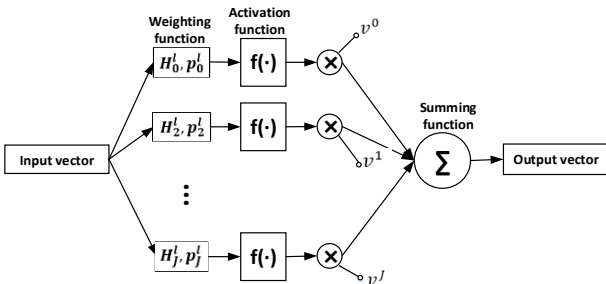 Weighting function
Activation function
H_0^l, p_0^l
f(·)
×
v^0
H_2^l, p_2^l
f(·)
×
v^1
Summing function
Input vector
Σ
Output vector
⋮
H_J^l, p_J^l
f(·)
×
v^J